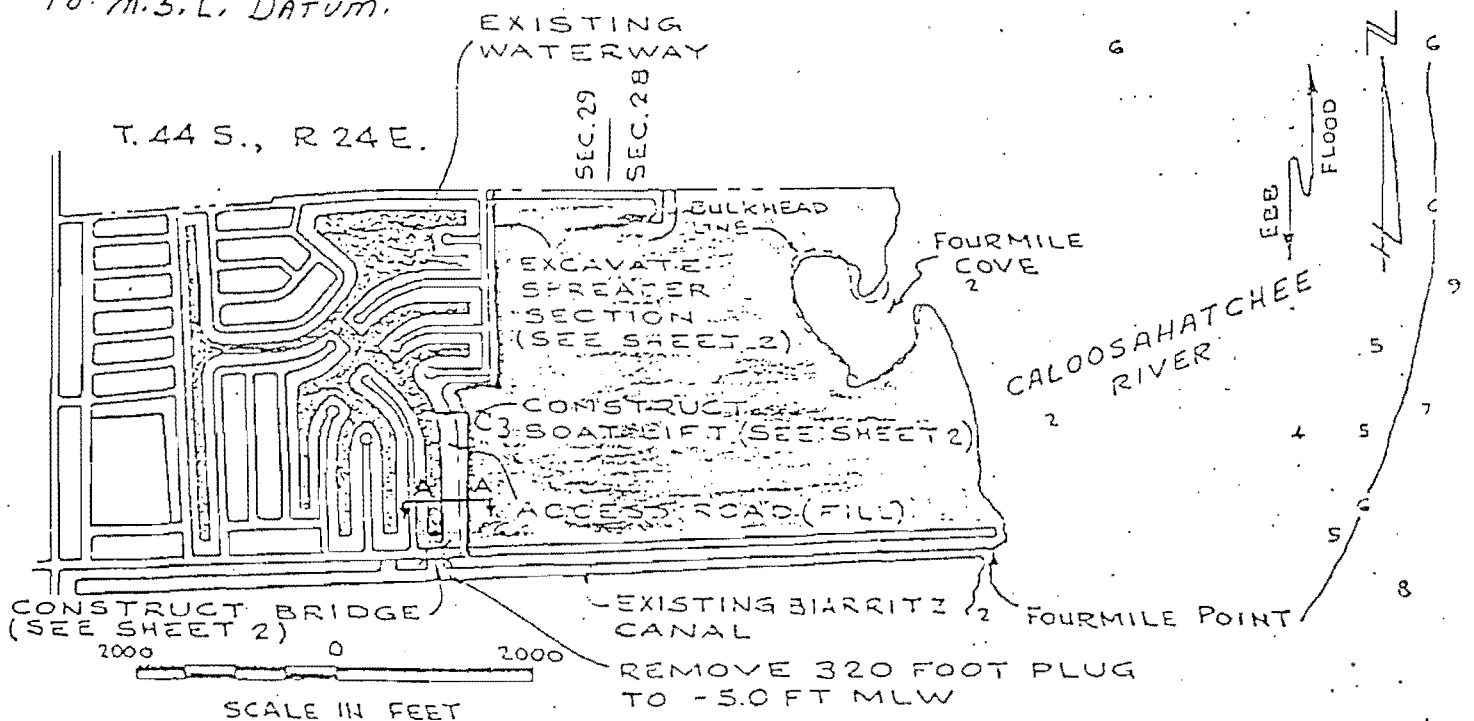 TO M.S.L. DATUM.
EXISTING
WATERWAY
T. 44 S., R 24 E.
SEC. 29
SEC. 28
BULKHEAD
LINE
FOURMILE
COVE
2
EXCAVATE
SPREADER
SECTION
(SEE SHEET 2)
CONSTRUCT
BOAT LIFT (SEE SHEET 2)
A A
ACCESS ROAD (FILL)
CALOOSAHATCHEE
RIVER
2
EBB
FLOOD
N
6
6
9
5
7
4
5
6
5
8
CONSTRUCT BRIDGE
(SEE SHEET 2)
EXISTING BIARRITZ
CANAL
2
FOURMILE POINT
REMOVE 320 FOOT PLUG
TO -5.0 FT MLW
2000 0 2000
SCALE IN FEET